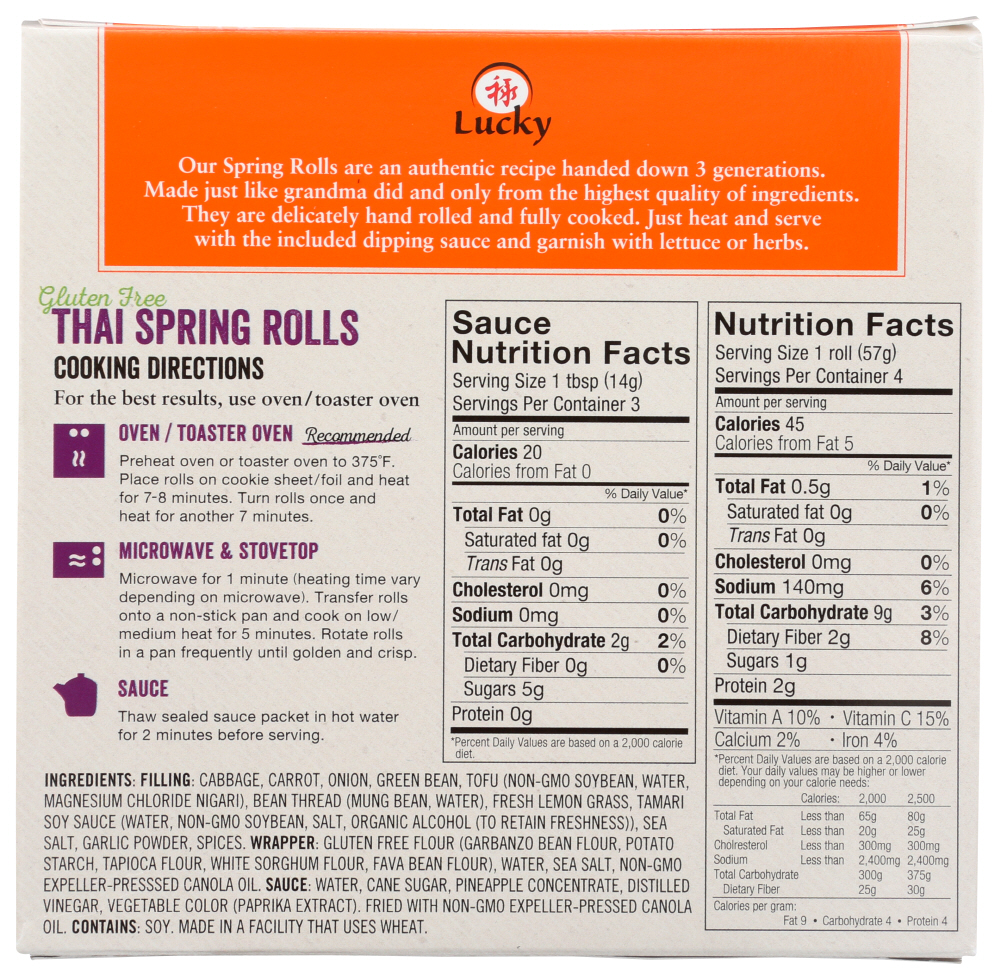 Lucky
Our Spring Rolls are an authentic recipe handed down 3 generations.
Made just like grandma did and only from the highest quality of ingredients.
They are delicately hand rolled and fully cooked. Just heat and serve
with the included dipping sauce and garnish with lettuce or herbs.
Gluten Free
THAI SPRING ROLLS
COOKING DIRECTIONS
For the best results, use oven/toaster oven
OVEN / TOASTER OVEN Recommended
Preheat oven or toaster oven to 375°F.
Place rolls on cookie sheet/foil and heat
for 7-8 minutes. Turn rolls once and
heat for another 7 minutes.
MICROWAVE & STOVETOP
Microwave for 1 minute (heating time vary
depending on microwave). Transfer rolls
onto a non-stick pan and cook on low/
medium heat for 5 minutes. Rotate rolls
in a pan frequently until golden and crisp.
SAUCE
Thaw sealed sauce packet in hot water
for 2 minutes before serving.
Sauce
Nutrition Facts
Serving Size 1 tbsp (14g)
Servings Per Container 3
Amount per serving
Calories 20
Calories from Fat 0
% Daily Value*
Total Fat 0g 0%
Saturated fat 0g 0%
Trans Fat 0g
Cholesterol 0mg 0%
Sodium 0mg 0%
Total Carbohydrate 2g 2%
Dietary Fiber 0g 0%
Sugars 5g
Protein 0g
*Percent Daily Values are based on a 2,000 calorie
diet.
Nutrition Facts
Serving Size 1 roll (57g)
Servings Per Container 4
Amount per serving
Calories 45
Calories from Fat 5
% Daily Value*
Total Fat 0.5g 1%
Saturated fat 0g 0%
Trans Fat 0g
Cholesterol 0mg 0%
Sodium 140mg 6%
Total Carbohydrate 9g 3%
Dietary Fiber 2g 8%
Sugars 1g
Protein 2g
Vitamin A 10% • Vitamin C 15%
Calcium 2% • Iron 4%
*Percent Daily Values are based on a 2,000 calorie
diet. Your daily values may be higher or lower
depending on your calorie needs:
Calories: 2,000 2,500
Total Fat Less than 65g 80g
Saturated Fat Less than 20g 25g
Cholresterol Less than 300mg 300mg
Sodium Less than 2,400mg 2,400mg
Total Carbohydrate 300g 375g
Dietary Fiber 25g 30g
Calories per gram:
Fat 9 • Carbohydrate 4 • Protein 4
INGREDIENTS: FILLING: CABBAGE, CARROT, ONION, GREEN BEAN, TOFU (NON-GMO SOYBEAN, WATER,
MAGNESIUM CHLORIDE NIGARI), BEAN THREAD (MUNG BEAN, WATER), FRESH LEMON GRASS, TAMARI
SOY SAUCE (WATER, NON-GMO SOYBEAN, SALT, ORGANIC ALCOHOL (TO RETAIN FRESHNESS)), SEA
SALT, GARLIC POWDER, SPICES. WRAPPER: GLUTEN FREE FLOUR (GARBANZO BEAN FLOUR, POTATO
STARCH, TAPIOCA FLOUR, WHITE SORGHUM FLOUR, FAVA BEAN FLOUR), WATER, SEA SALT, NON-GMO
EXPELLER-PRESSSED CANOLA OIL. SAUCE: WATER, CANE SUGAR, PINEAPPLE CONCENTRATE, DISTILLED
VINEGAR, VEGETABLE COLOR (PAPRIKA EXTRACT). FRIED WITH NON-GMO EXPELLER-PRESSED CANOLA
OIL. CONTAINS: SOY. MADE IN A FACILITY THAT USES WHEAT.